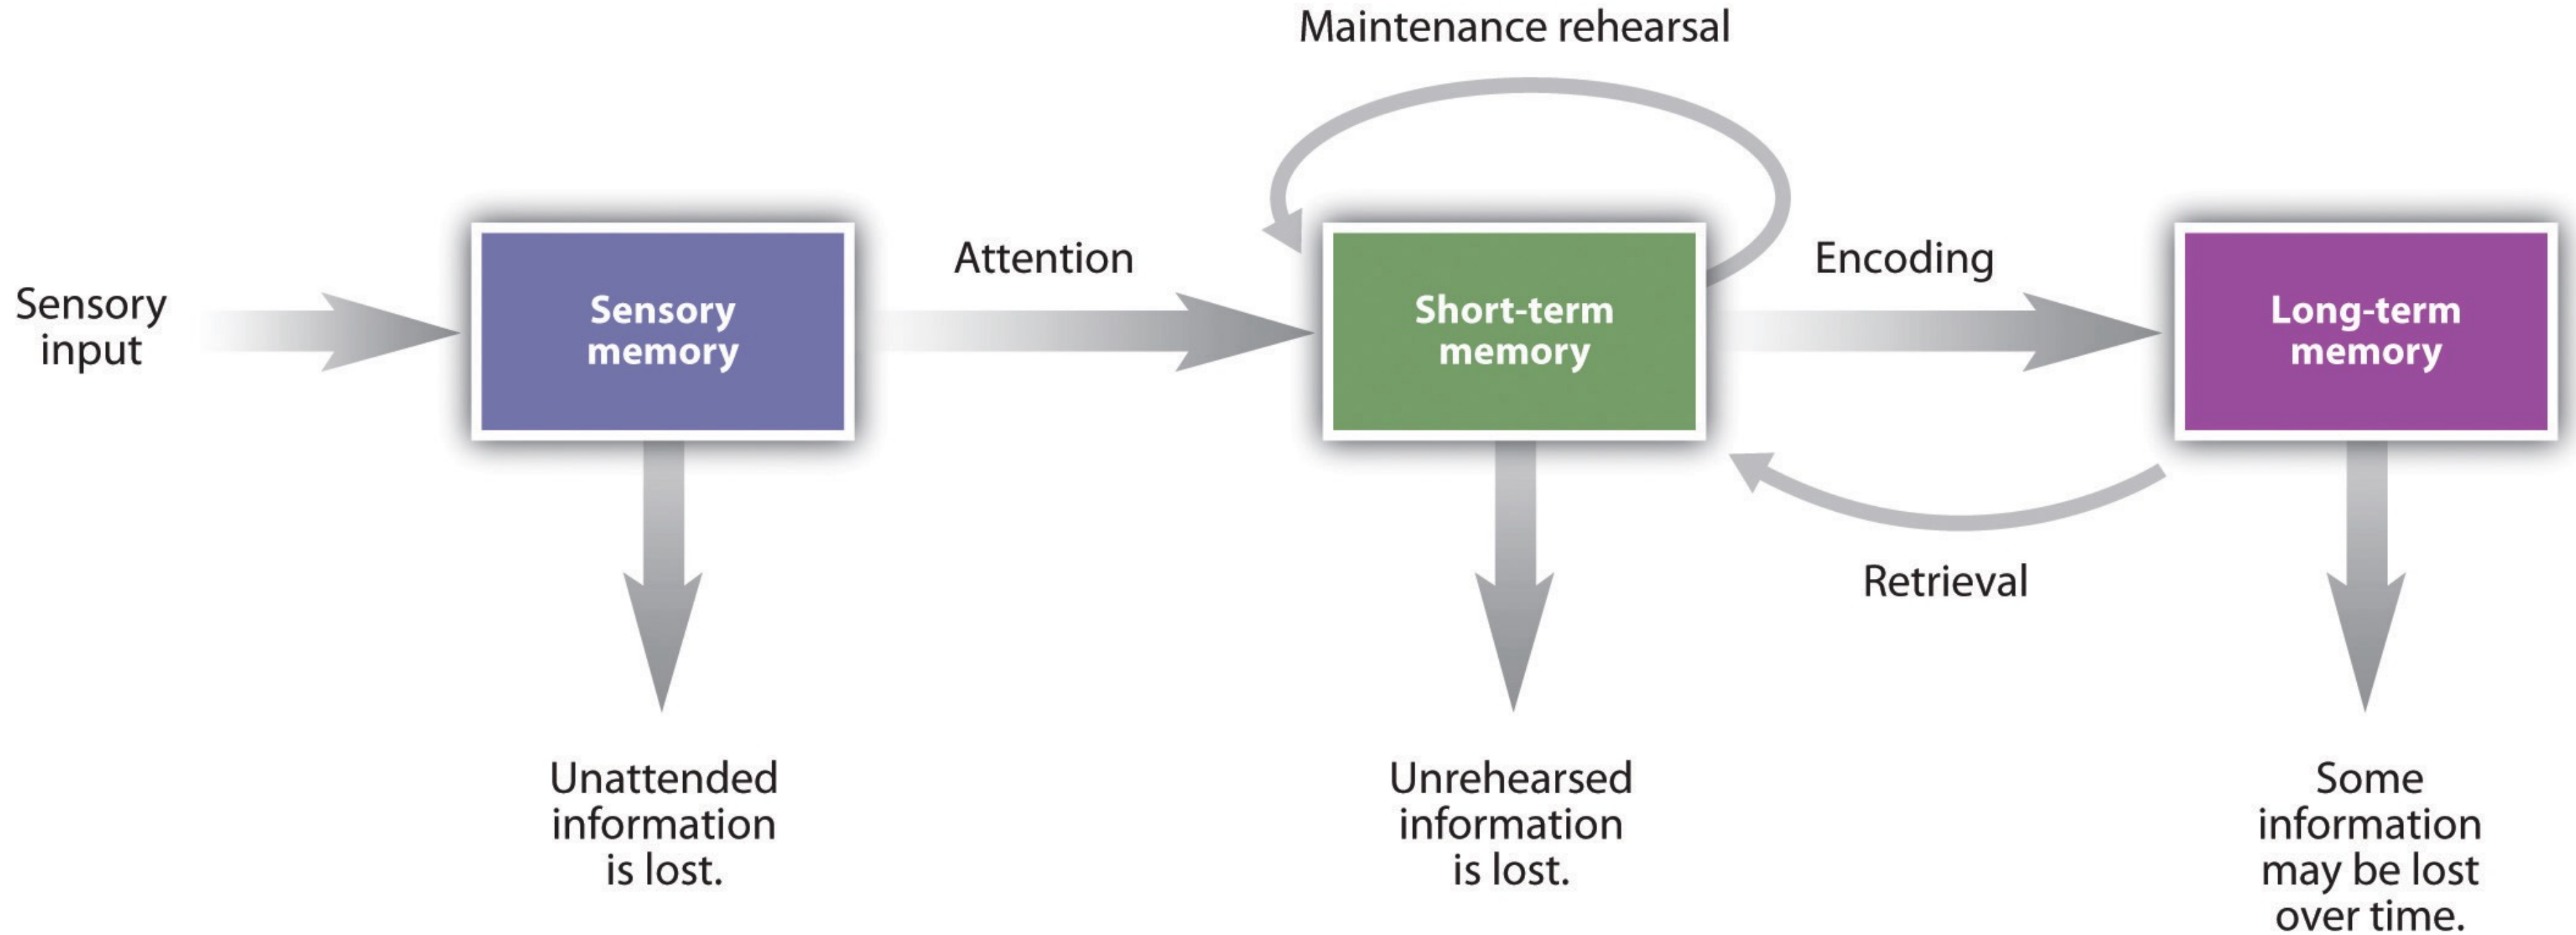 Maintenance rehearsal
Sensory
input
Sensory
memory
Attention
Short-term
memory
Encoding
Long-term
memory
Retrieval
Unattended
information
is lost.
Unrehearsed
information
is lost.
Some
information
may be lost
over time.